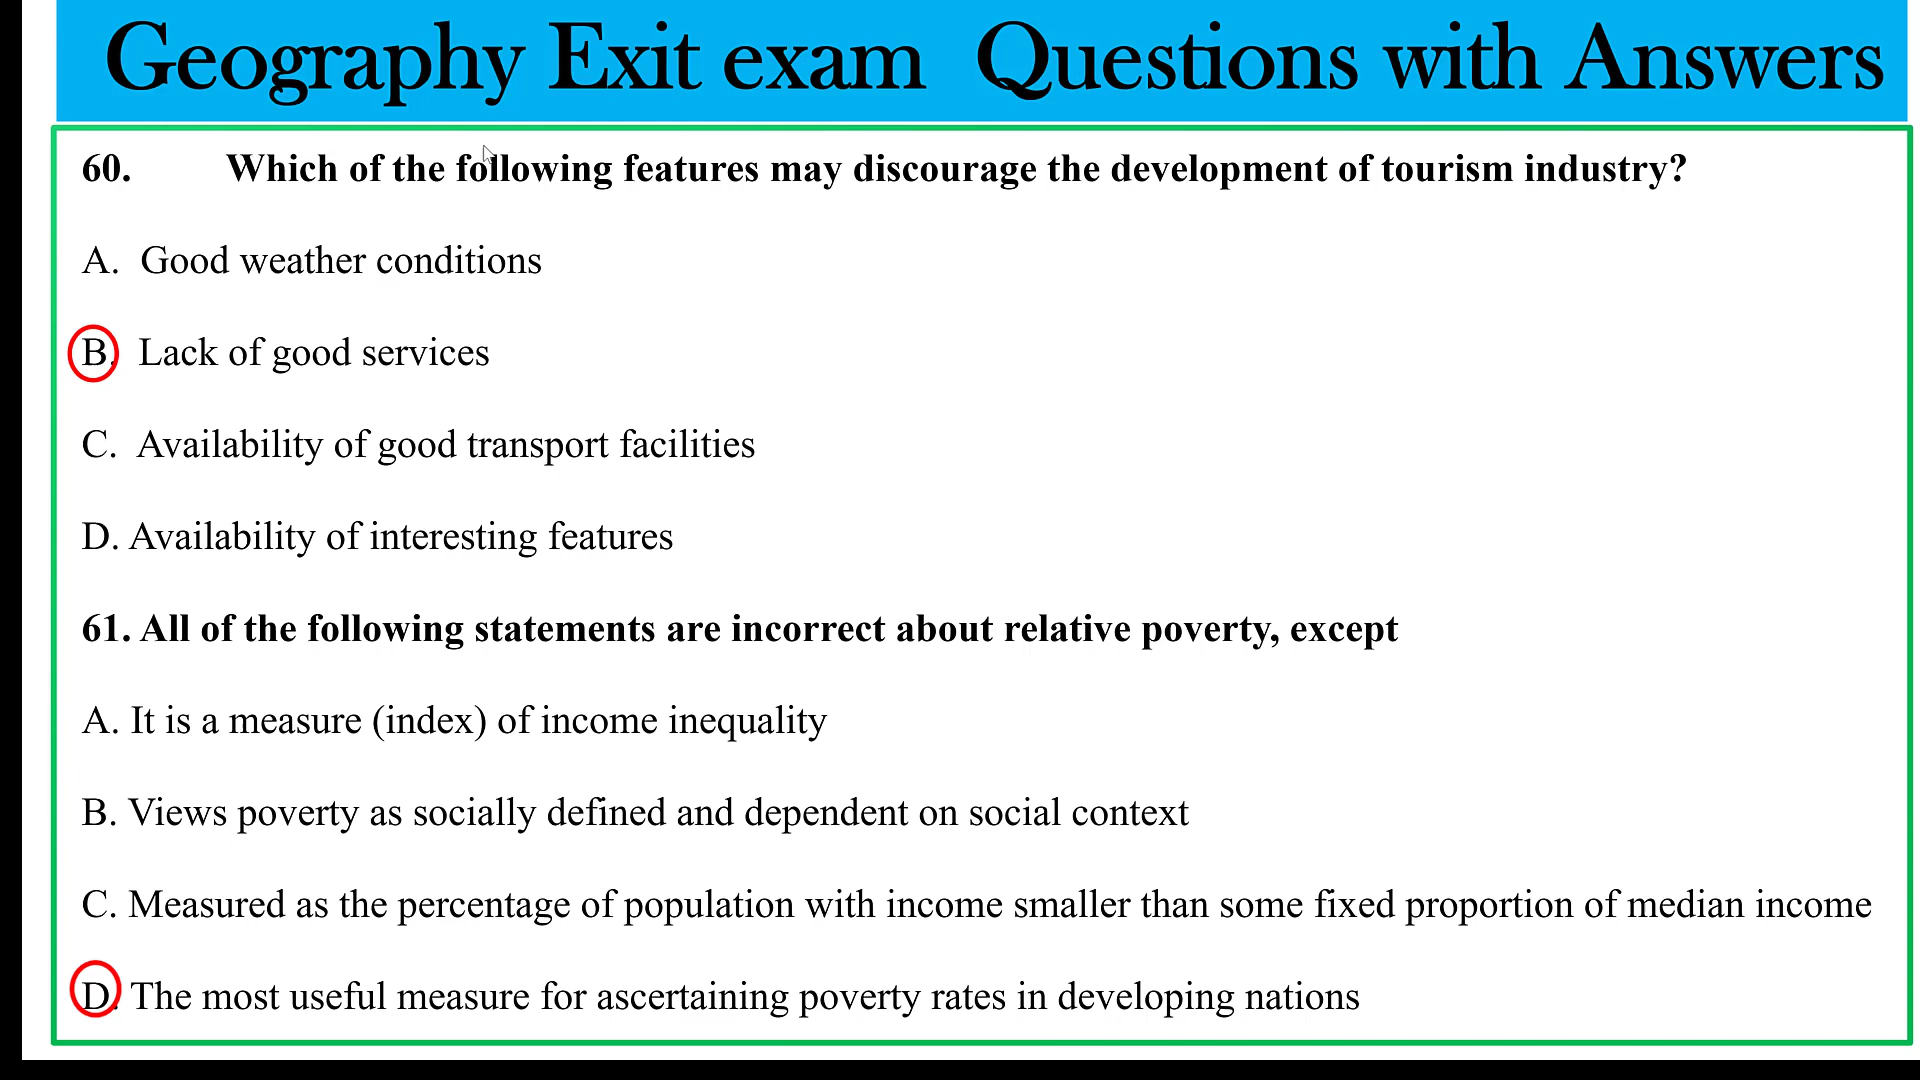 Geography Exit exam Questions with Answers
60. Which of the following features may discourage the development of tourism industry?
A. Good weather conditions
B. Lack of good services
C. Availability of good transport facilities
D. Availability of interesting features
61. All of the following statements are incorrect about relative poverty, except
A. It is a measure (index) of income inequality
B. Views poverty as socially defined and dependent on social context
C. Measured as the percentage of population with income smaller than some fixed proportion of median income
D. The most useful measure for ascertaining poverty rates in developing nations